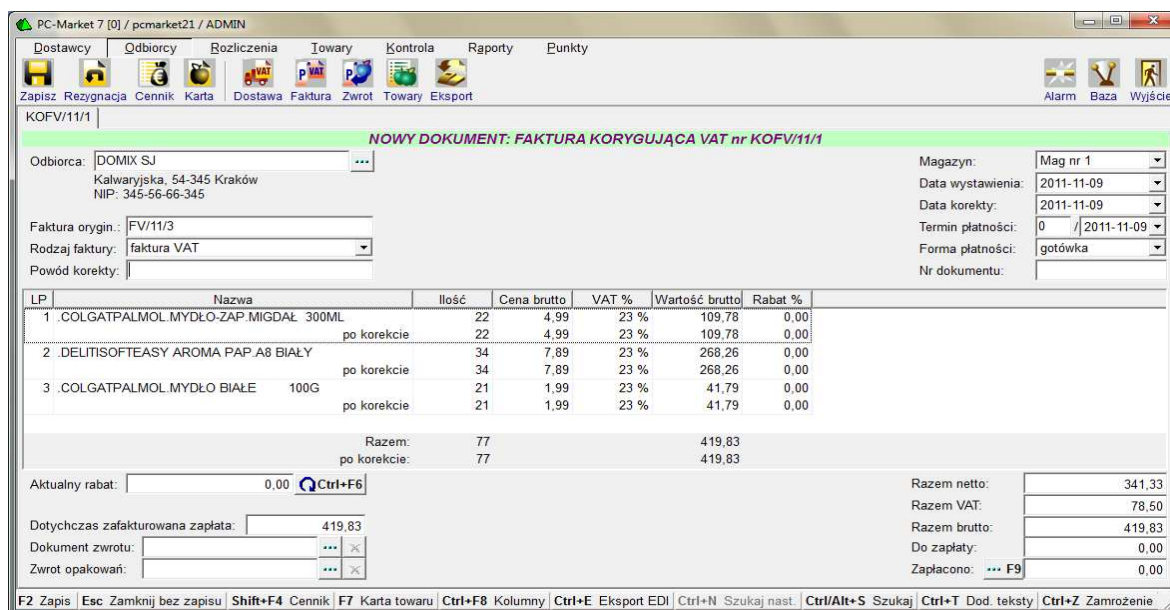 PC-Market 7 [0] / pcmarket21 / ADMIN
Dostawcy Odbiorcy Rozliczenia Towary Kontrola Raporty Punkty
VAT P VAT P
Zapisz Rezygnacja Cennik Karta Dostawa Faktura Zwrot Towary Eksport Alarm Baza Wyjście
KOFV/11/1
NOWY DOKUMENT: FAKTURA KORYGUJĄCA VAT nr KOFV/11/1
Odbiorca: DOMIX SJ ... Magazyn: Mag nr 1
Kalwaryjska, 54-345 Kraków Data wystawienia: 2011-11-09
NIP: 345-56-66-345 Data korekty: 2011-11-09
Faktura orygin.: FV/11/3 Termin płatności: 0 / 2011-11-09
Rodzaj faktury: faktura VAT Forma płatności: gotówka
Powód korekty: Nr dokumentu:
LP Nazwa Ilość Cena brutto VAT % Wartość brutto Rabat %
1 .COLGATPALMOL.MYDŁO-ZAP.MIGDAŁ 300ML 22 4,99 23 % 109,78 0,00
po korekcie 22 4,99 23 % 109,78 0,00
2 .DELITISOFTEASY AROMA PAP.A8 BIAŁY 34 7,89 23 % 268,26 0,00
po korekcie 34 7,89 23 % 268,26 0,00
3 .COLGATPALMOL.MYDŁO BIAŁE 100G 21 1,99 23 % 41,79 0,00
po korekcie 21 1,99 23 % 41,79 0,00
Razem: 77 419,83
po korekcie: 77 419,83
Aktualny rabat: 0,00 Ctrl+F6 Razem netto: 341,33
Razem VAT: 78,50
Dotychczas zafakturowana zapłata: 419,83 Razem brutto: 419,83
Dokument zwrotu: ... Do zapłaty: 0,00
Zwrot opakowań: ... Zapłacono: ... F9 0,00
F2 Zapis Esc Zamknij bez zapisu Shift+F4 Cennik F7 Karta towaru Ctrl+F8 Kolumny Ctrl+E Eksport EDI Ctrl+N Szukaj nast. Ctrl/Alt+S Szukaj Ctrl+T Dod. teksty Ctrl+Z Zamrożenie